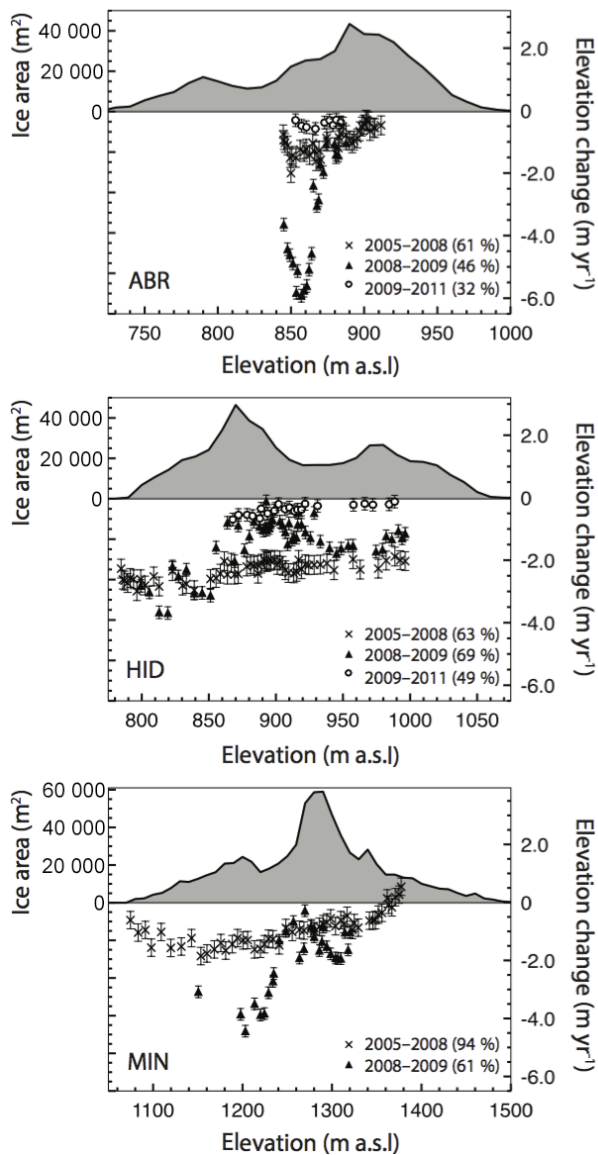 Ice area (m²)
40 000
20 000
0
2.0
0
-2.0
-4.0
-6.0
Elevation change (m yr⁻¹)
2005–2008 (61 %)
2008–2009 (46 %)
2009–2011 (32 %)
ABR
750 800 850 900 950 1000
Elevation (m a.s.l)
Ice area (m²)
40 000
20 000
0
2.0
0
-2.0
-4.0
-6.0
Elevation change (m yr⁻¹)
2005–2008 (63 %)
2008–2009 (69 %)
2009–2011 (49 %)
HID
800 850 900 950 1000 1050
Elevation (m a.s.l)
Ice area (m²)
60 000
40 000
20 000
0
2.0
0
-2.0
-4.0
-6.0
Elevation change (m yr⁻¹)
2005–2008 (94 %)
2008–2009 (61 %)
MIN
1100 1200 1300 1400 1500
Elevation (m a.s.l)